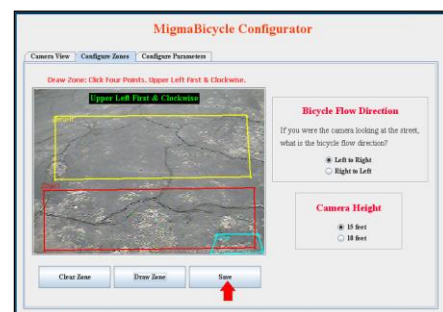 MigmaBicycle Configurator
Camera View
Configure Zones
Configure Parameters
Draw Zone: Click Four Points. Upper Left First & Clockwise.
Upper Left First & Clockwise
Bicycle Flow Direction
If you were the camera looking at the street,
what is the bicycle flow direction?
Left to Right
Right to Left
Camera Height
15 feet
18 feet
Clear Zone
Draw Zone
Save